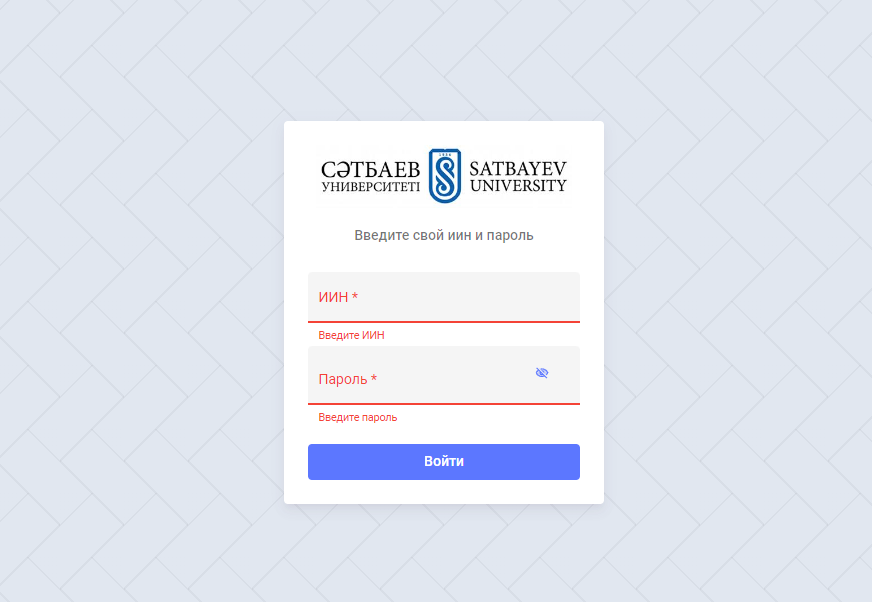 СӘТБАЕВ
УНИВЕРСИТЕТІ
SATBAYEV
UNIVERSITY
Введите свой иин и пароль
ИИН *
Введите ИИН
Пароль *
Введите пароль
Войти